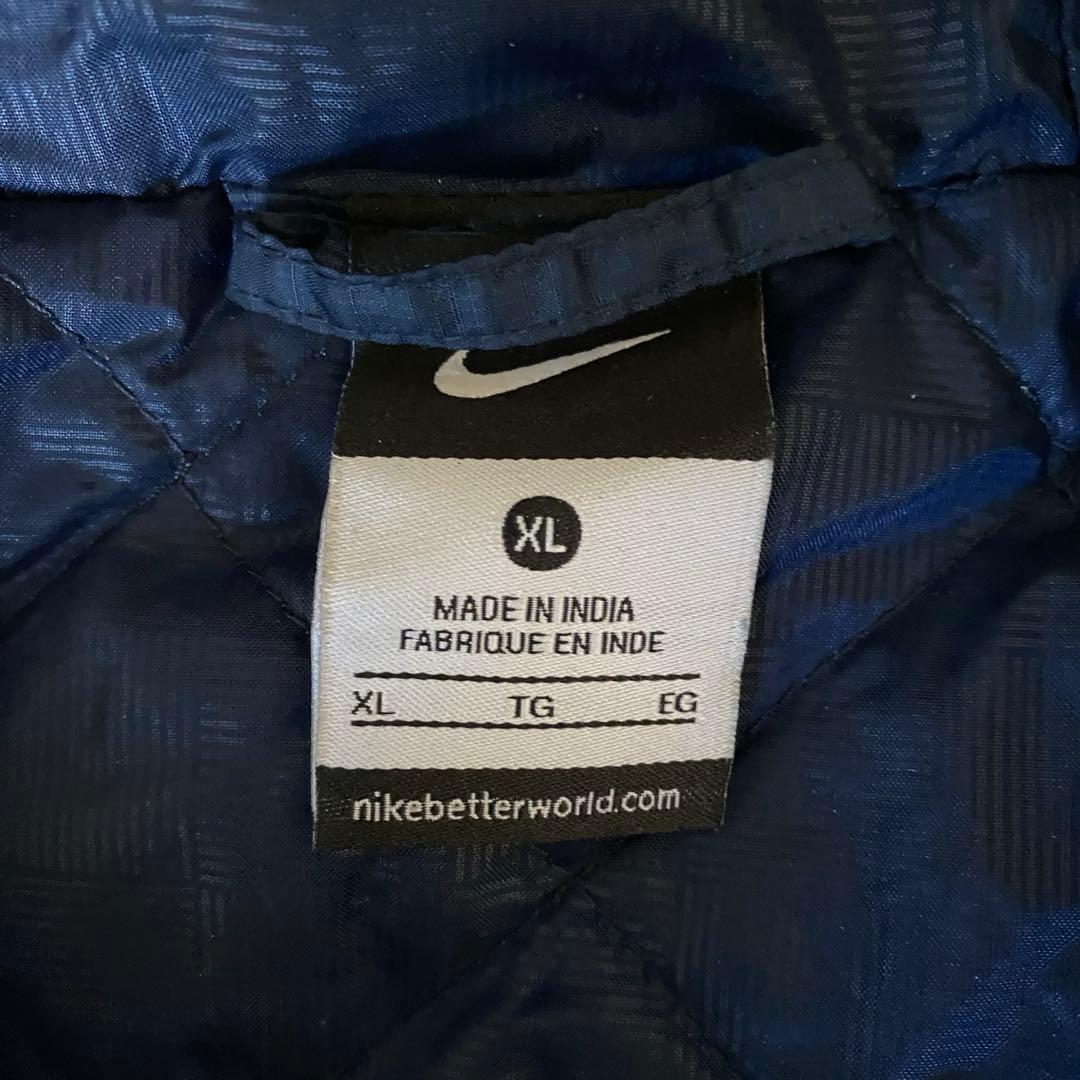 XL
MADE IN INDIA
FABRIQUE EN INDE
XL TG EG
nikebetterworld.com